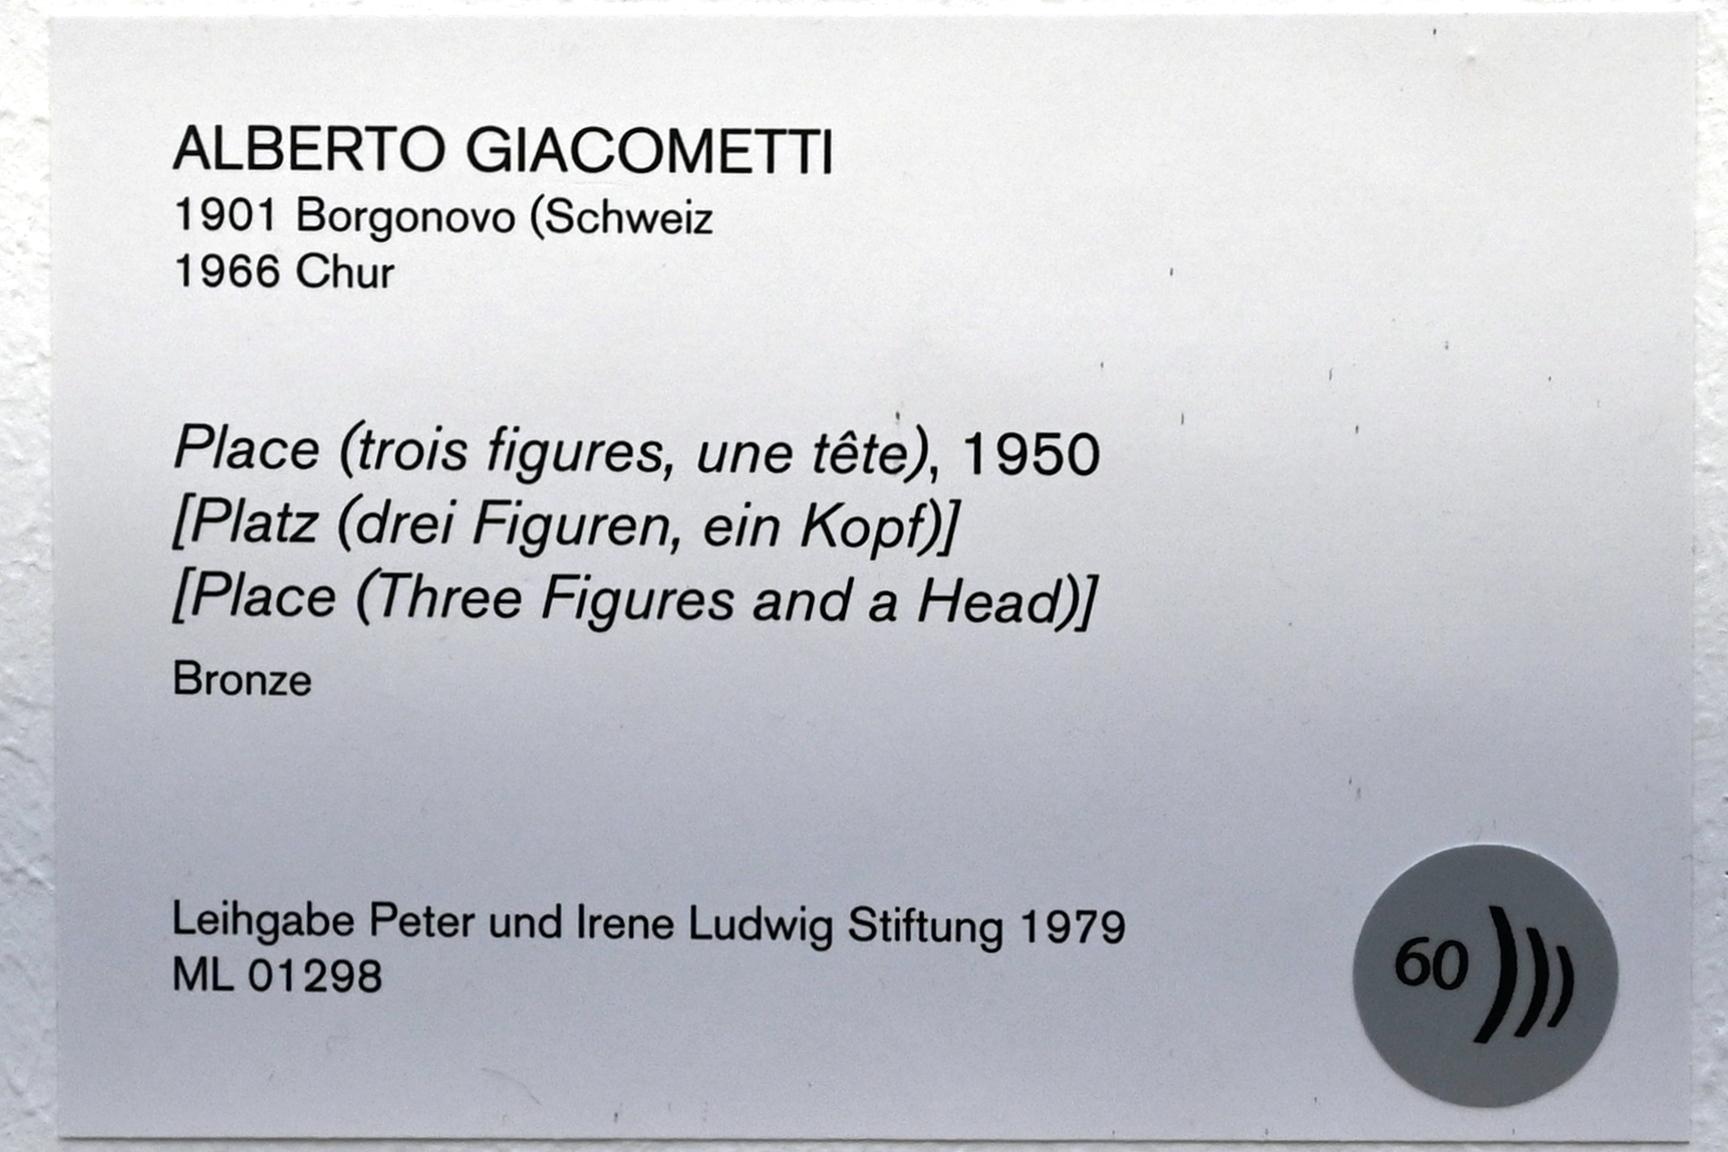 ALBERTO GIACOMETTI
1901 Borgonovo (Schweiz
1966 Chur
Place (trois figures, une tête), 1950
[Platz (drei Figuren, ein Kopf)]
[Place (Three Figures and a Head)]
Bronze
Leihgabe Peter und Irene Ludwig Stiftung 1979
ML 01298
60